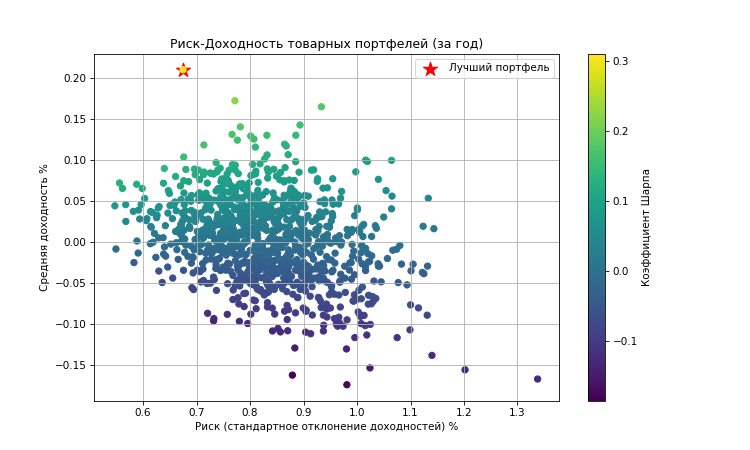 Риск-Доходность товарных портфелей (за год)
Лучший портфель
0.20
0.15
0.10
0.05
0.00
−0.05
−0.10
−0.15
Средняя доходность %
0.6 0.7 0.8 0.9 1.0 1.1 1.2 1.3
Риск (стандартное отклонение доходностей) %
0.3
0.2
0.1
0.0
−0.1
Коэффициент Шарпа